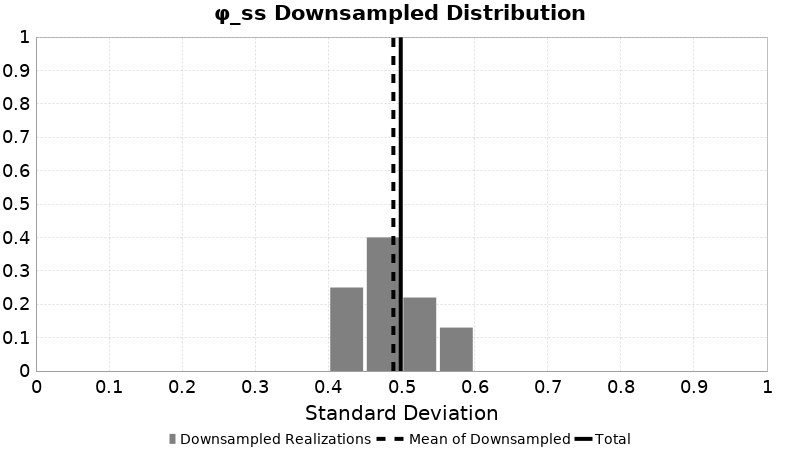 φ_ss Downsampled Distribution
1
0.9
0.8
0.7
0.6
0.5
0.4
0.3
0.2
0.1
0
0 0.1 0.2 0.3 0.4 0.5 0.6 0.7 0.8 0.9 1
Standard Deviation
Downsampled Realizations Mean of Downsampled Total